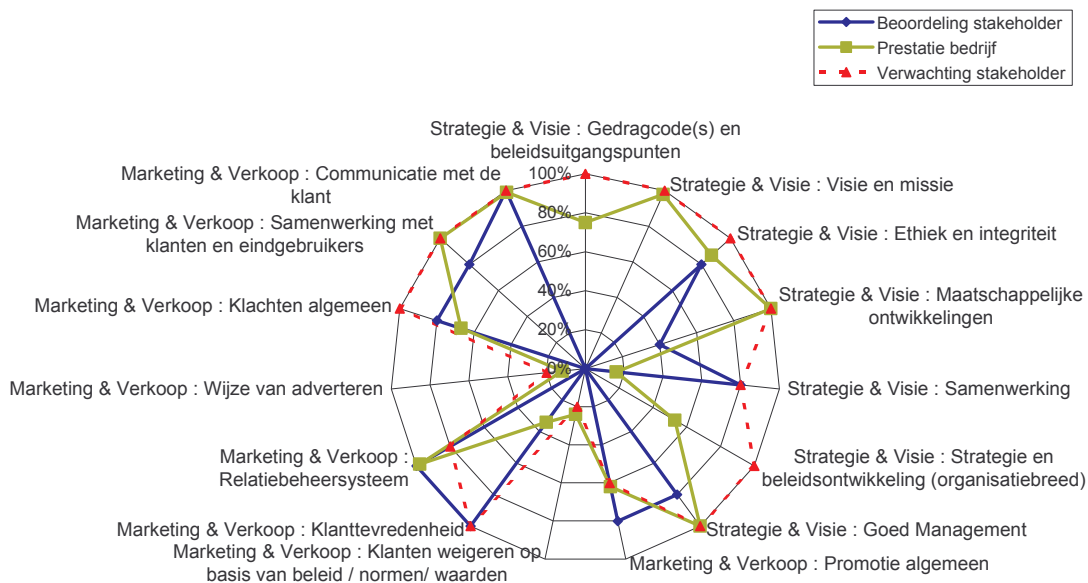 Beoordeling stakeholder
Prestatie bedrijf
Verwachting stakeholder
Strategie & Visie : Gedragcode(s) en
beleidsuitgangspunten
Strategie & Visie : Visie en missie
Strategie & Visie : Ethiek en integriteit
Strategie & Visie : Maatschappelijke
ontwikkelingen
Strategie & Visie : Samenwerking
Strategie & Visie : Strategie en
beleidsontwikkeling (organisatiebreed)
Strategie & Visie : Goed Management
Marketing & Verkoop : Promotie algemeen
Marketing & Verkoop : Klanten weigeren op
basis van beleid / normen/ waarden
Marketing & Verkoop : Klanttevredenheid
Marketing & Verkoop :
Relatiebeheersysteem
Marketing & Verkoop : Wijze van adverteren
Marketing & Verkoop : Klachten algemeen
Marketing & Verkoop : Samenwerking met
klanten en eindgebruikers
Marketing & Verkoop : Communicatie met de
klant
100%
80%
60%
40%
20%
0%